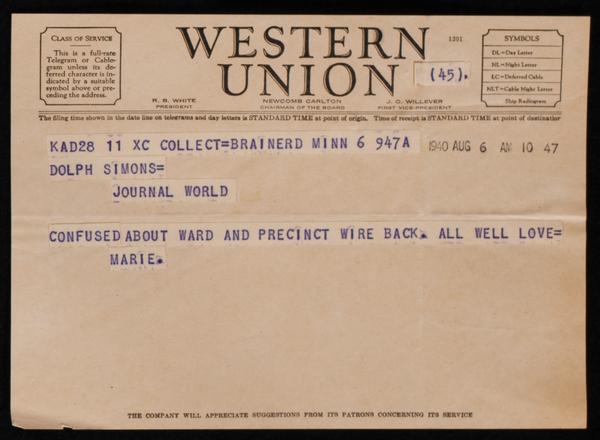 CLASS OF SERVICE
This is a full-rate
Telegram or Cable-
gram unless its de-
ferred character is in-
dicated by a suitable
symbol above or pre-
ceding the address.
WESTERN
UNION
1201
(45).
R. B. WHITE
PRESIDENT
NEWCOMB CARLTON
CHAIRMAN OF THE BOARD
J. C. WILLEVER
FIRST VICE-PRESIDENT
SYMBOLS
DL=Day Letter
NL=Night Letter
LC=Deferred Cable
NLT=Cable Night Letter
Ship Radiogram
The filing time shown in the date line on telegrams and day letters is STANDARD TIME at point of origin. Time of receipt is STANDARD TIME at point of destination
KAD28 11 XC COLLECT=BRAINERD MINN 6 947A
1940 AUG 6 AM 10 47
DOLPH SIMONS=
JOURNAL WORLD
CONFUSED ABOUT WARD AND PRECINCT WIRE BACK. ALL WELL LOVE=
MARIE.
THE COMPANY WILL APPRECIATE SUGGESTIONS FROM ITS PATRONS CONCERNING ITS SERVICE